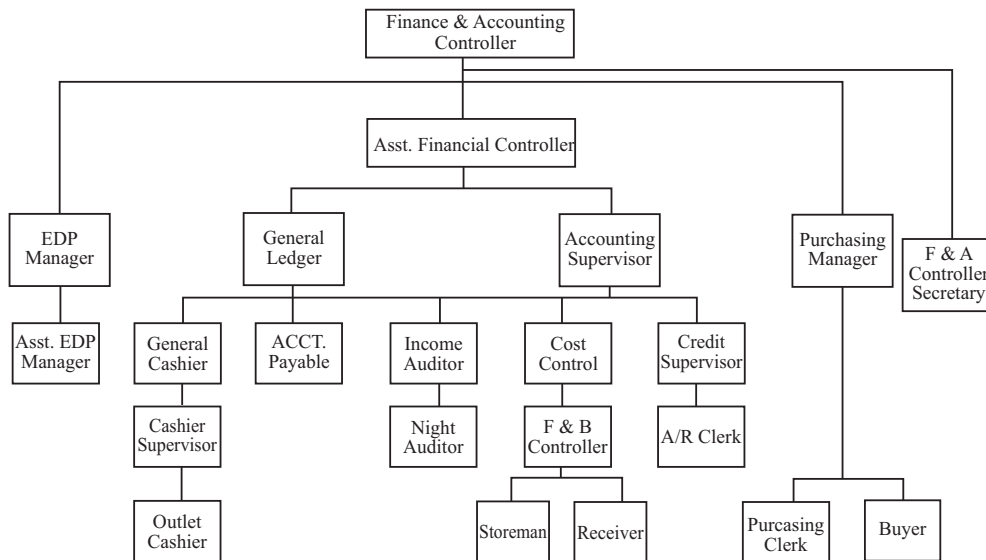 Finance & Accounting
Controller
Asst. Financial Controller
EDP
Manager
General
Ledger
Accounting
Supervisor
Purchasing
Manager
F & A
Controller
Secretary
Asst. EDP
Manager
General
Cashier
ACCT.
Payable
Income
Auditor
Cost
Control
Credit
Supervisor
Cashier
Supervisor
Night
Auditor
F & B
Controller
A/R Clerk
Outlet
Cashier
Storeman
Receiver
Purcasing
Clerk
Buyer